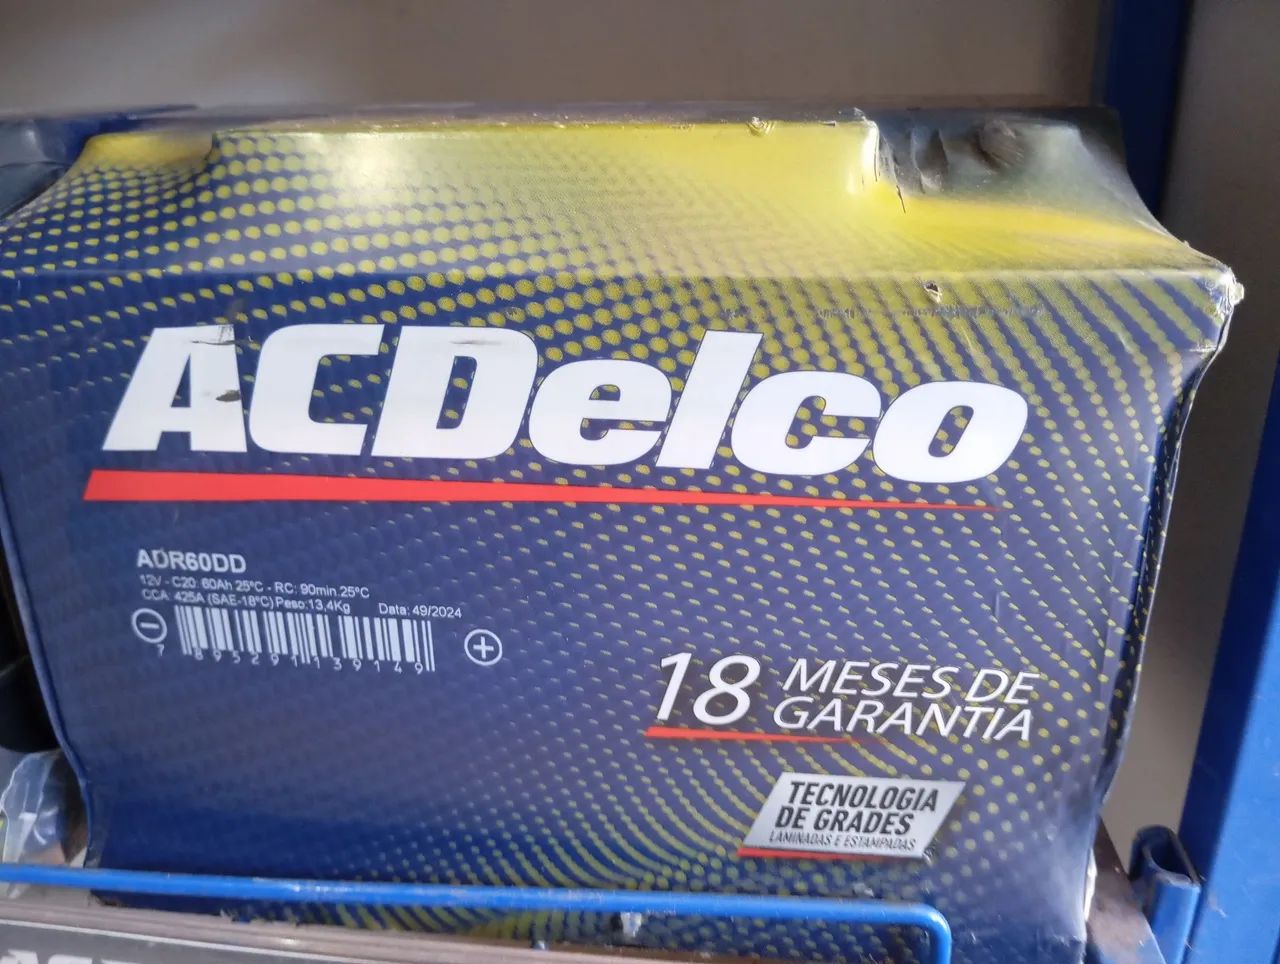 ACDelco
ADR60DD
12V - C20: 60Ah 25°C - RC: 90min.25°C
CCA: 425A (SAE-18°C) Peso:13,4Kg Data: 49/2024
7 895291 139149
18 MESES DE
GARANTIA
TECNOLOGIA
DE GRADES
LAMINADAS E ESTAMPADAS